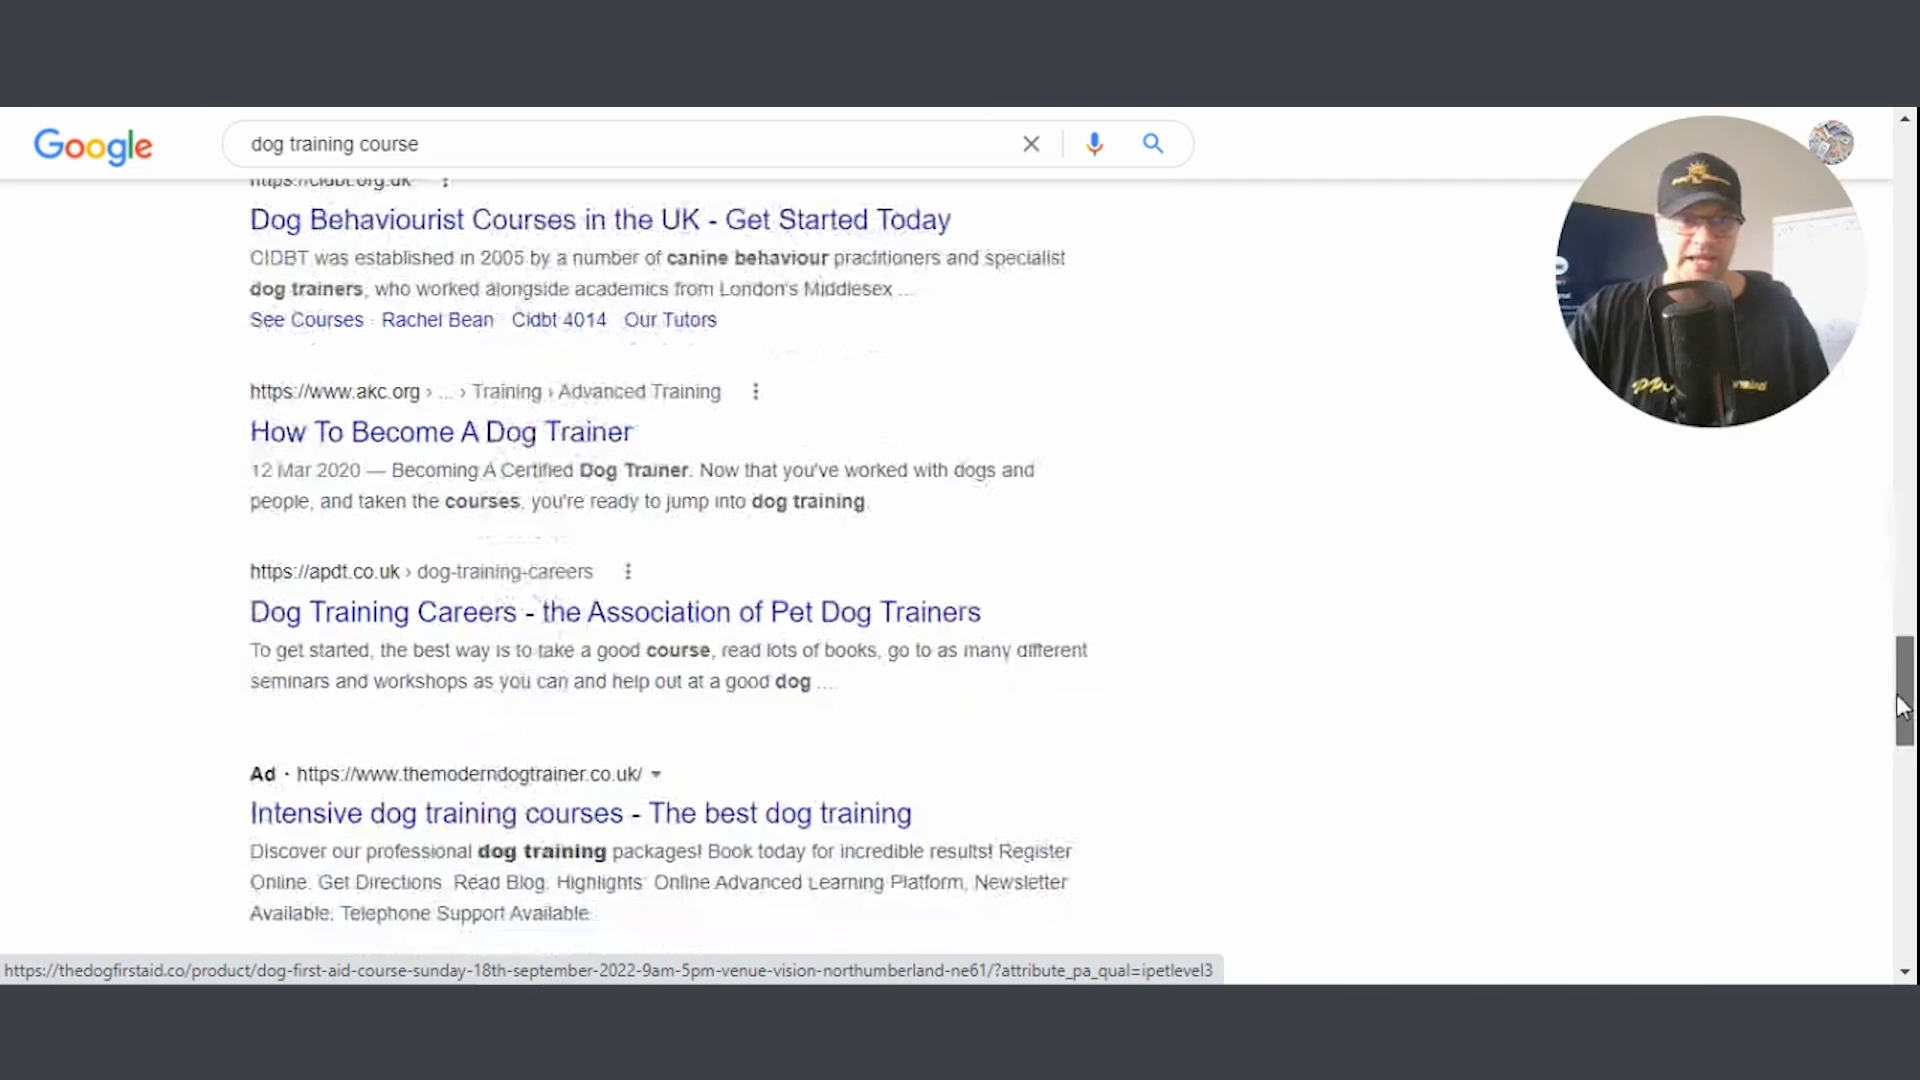 Google
dog training course
https://cidbt.org.uk
Dog Behaviourist Courses in the UK - Get Started Today
CIDBT was established in 2005 by a number of canine behaviour practitioners and specialist
dog trainers, who worked alongside academics from London's Middlesex ...
See Courses · Rachel Bean · Cidbt 4014 · Our Tutors
https://www.akc.org › ... › Training › Advanced Training
How To Become A Dog Trainer
12 Mar 2020 — Becoming A Certified Dog Trainer. Now that you've worked with dogs and
people, and taken the courses, you're ready to jump into dog training.
https://apdt.co.uk › dog-training-careers
Dog Training Careers - the Association of Pet Dog Trainers
To get started, the best way is to take a good course, read lots of books, go to as many different
seminars and workshops as you can and help out at a good dog ...
Ad · https://www.themoderndogtrainer.co.uk/
Intensive dog training courses - The best dog training
Discover our professional dog training packages! Book today for incredible results! Register
Online. Get Directions. Read Blog. Highlights: Online Advanced Learning Platform, Newsletter
Available, Telephone Support Available.
https://thedogfirstaid.co/product/dog-first-aid-course-sunday-18th-september-2022-9am-5pm-venue-vision-northumberland-ne61/?attribute_pa_qual=ipetlevel3